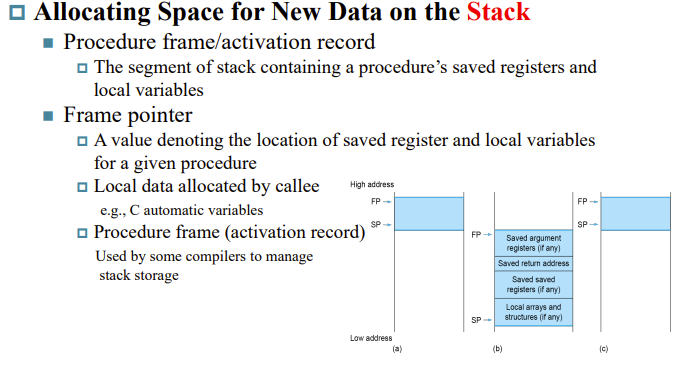 Allocating Space for New Data on the Stack
Procedure frame/activation record
The segment of stack containing a procedure's saved registers and
local variables
Frame pointer
A value denoting the location of saved register and local variables
for a given procedure
Local data allocated by callee
e.g., C automatic variables
Procedure frame (activation record)
Used by some compilers to manage
stack storage
High address
FP
SP
FP
Saved argument
registers (if any)
Saved return address
Saved saved
registers (if any)
Local arrays and
structures (if any)
SP
FP
SP
Low address
(a)
(b)
(c)